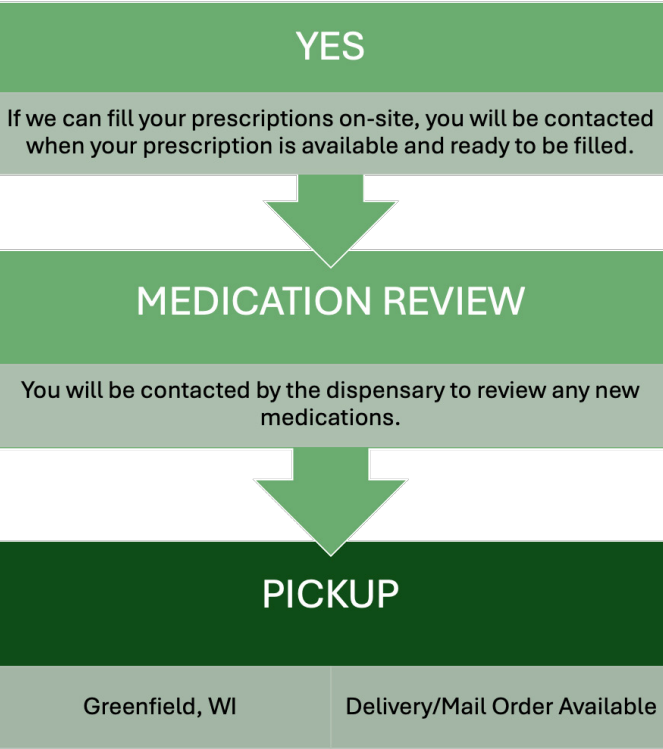 YES
If we can fill your prescriptions on-site, you will be contacted
when your prescription is available and ready to be filled.
MEDICATION REVIEW
You will be contacted by the dispensary to review any new
medications.
PICKUP
Greenfield, WI
Delivery/Mail Order Available